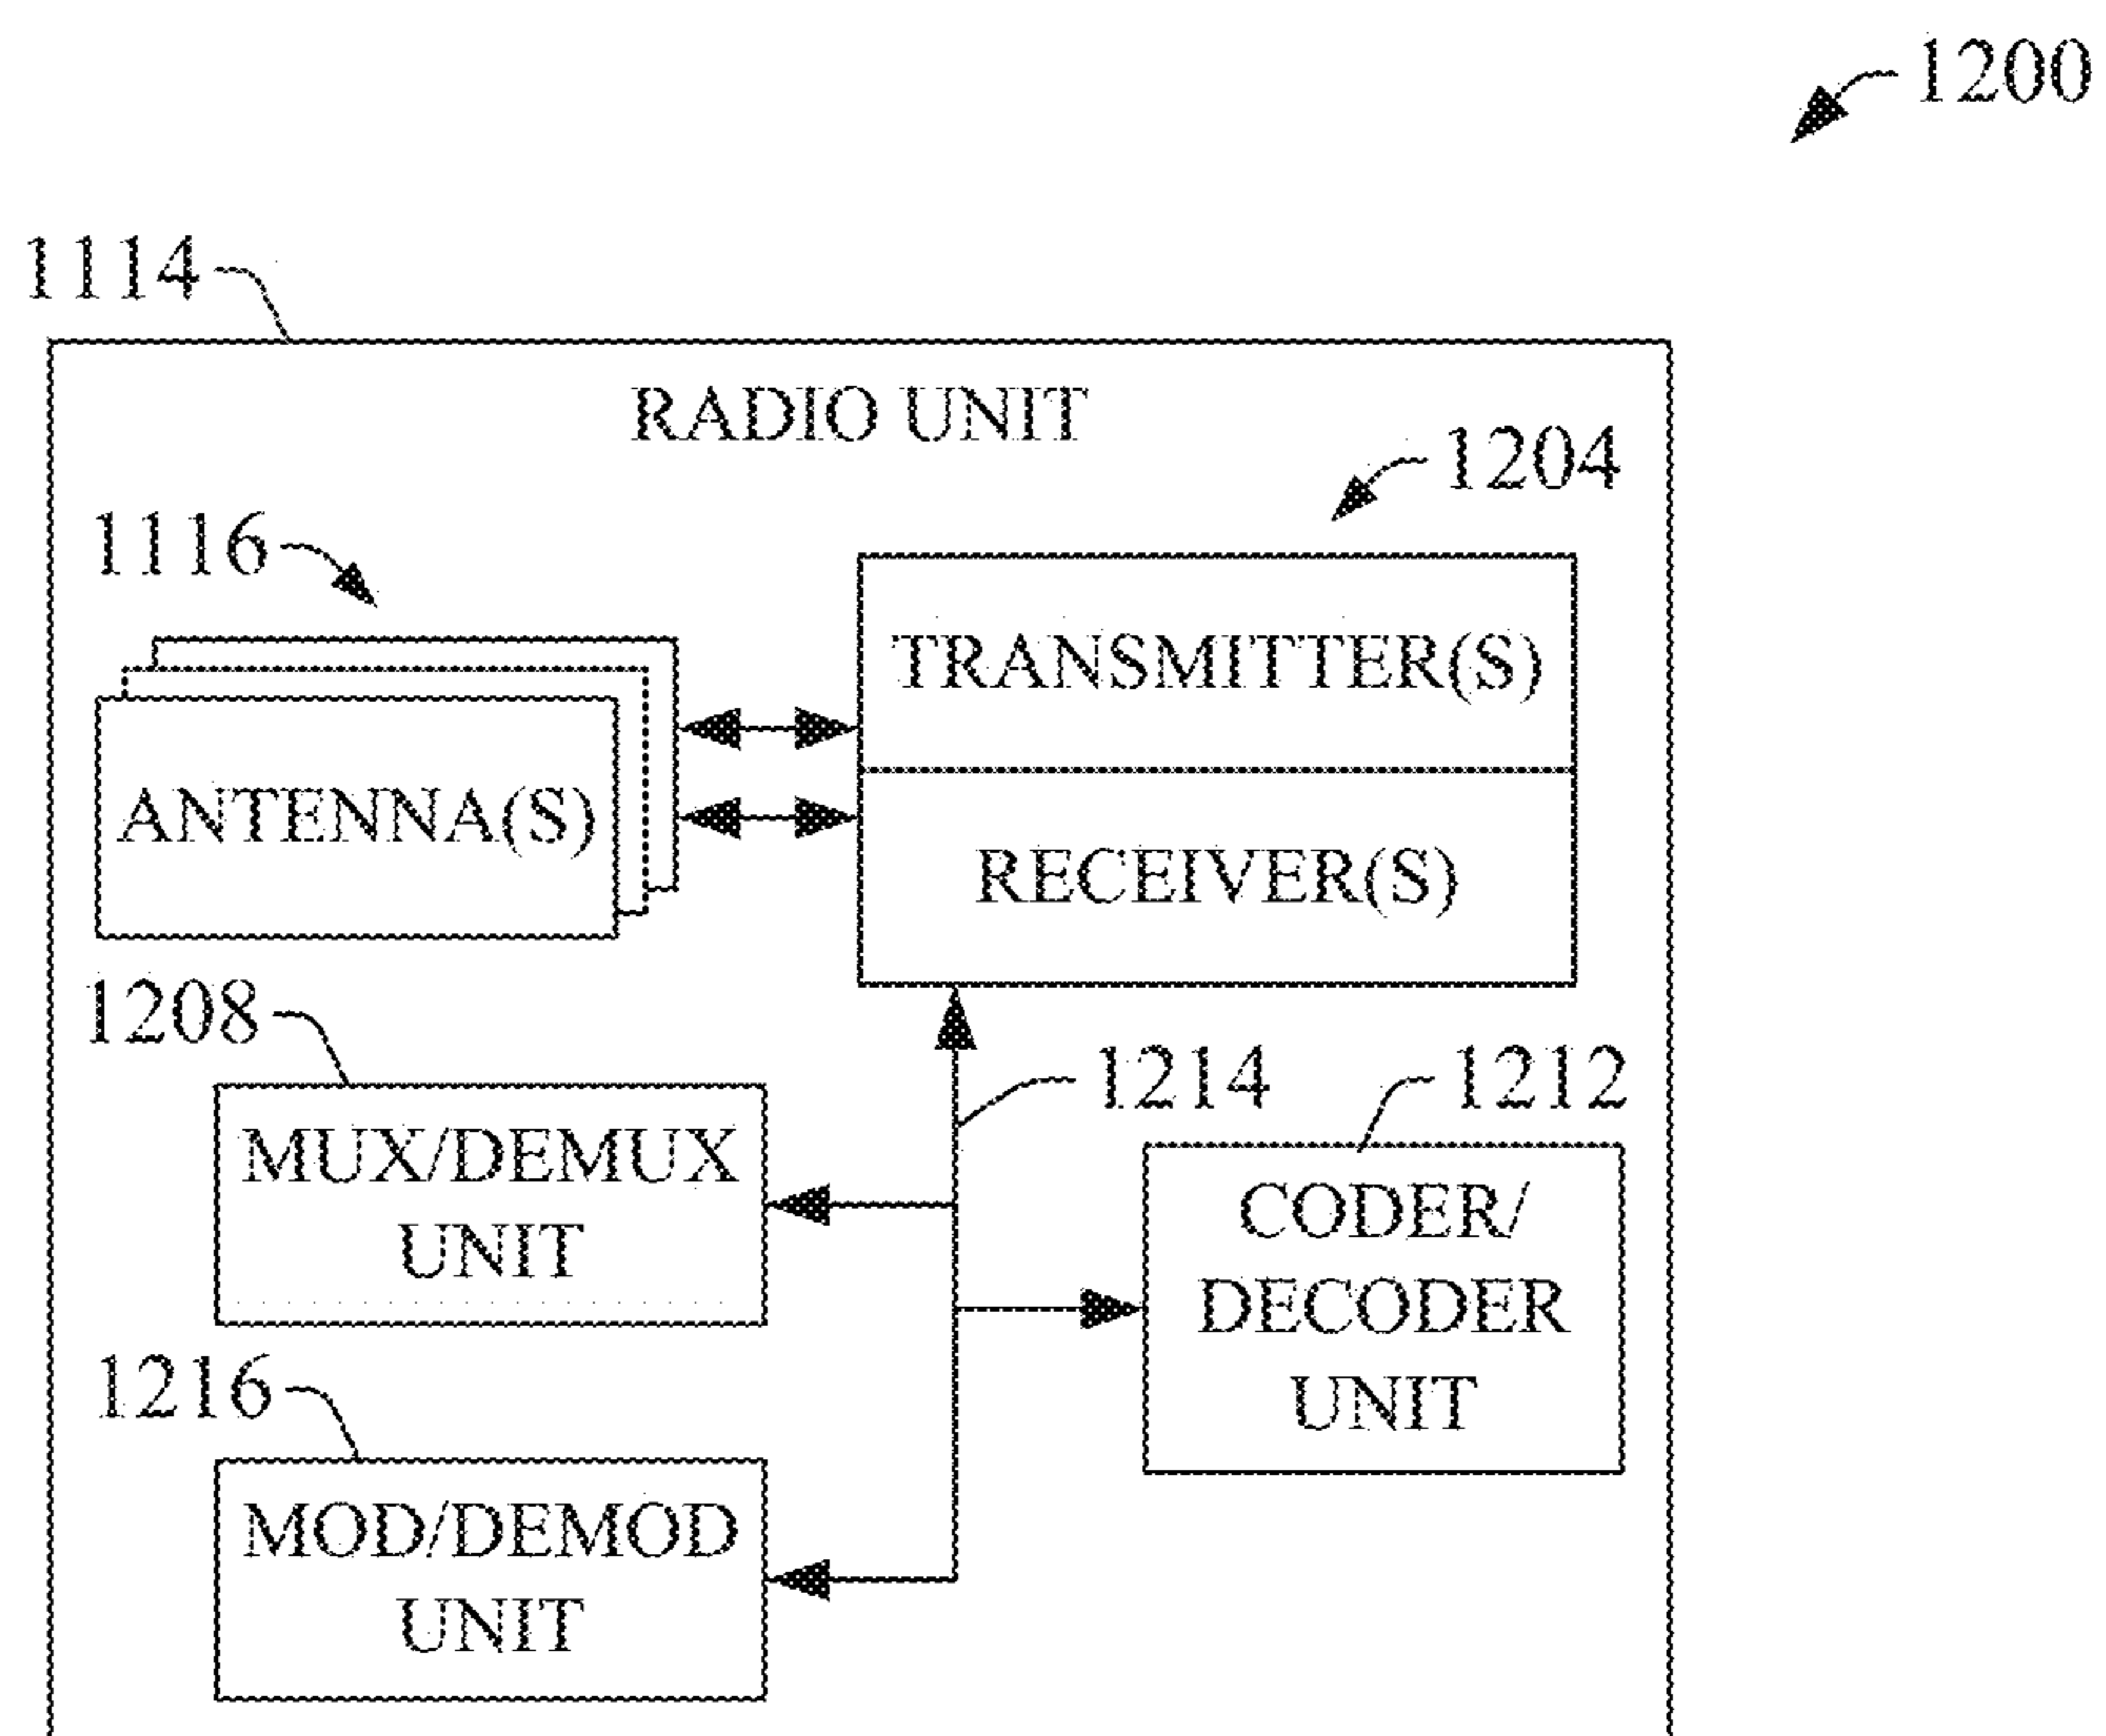 1200
1114
RADIO UNIT
1204
1116
TRANSMITTER(S)
ANTENNA(S)
RECEIVER(S)
1208
1214
1212
MUX/DEMUX
UNIT
CODER/
DECODER
UNIT
1216
MOD/DEMOD
UNIT